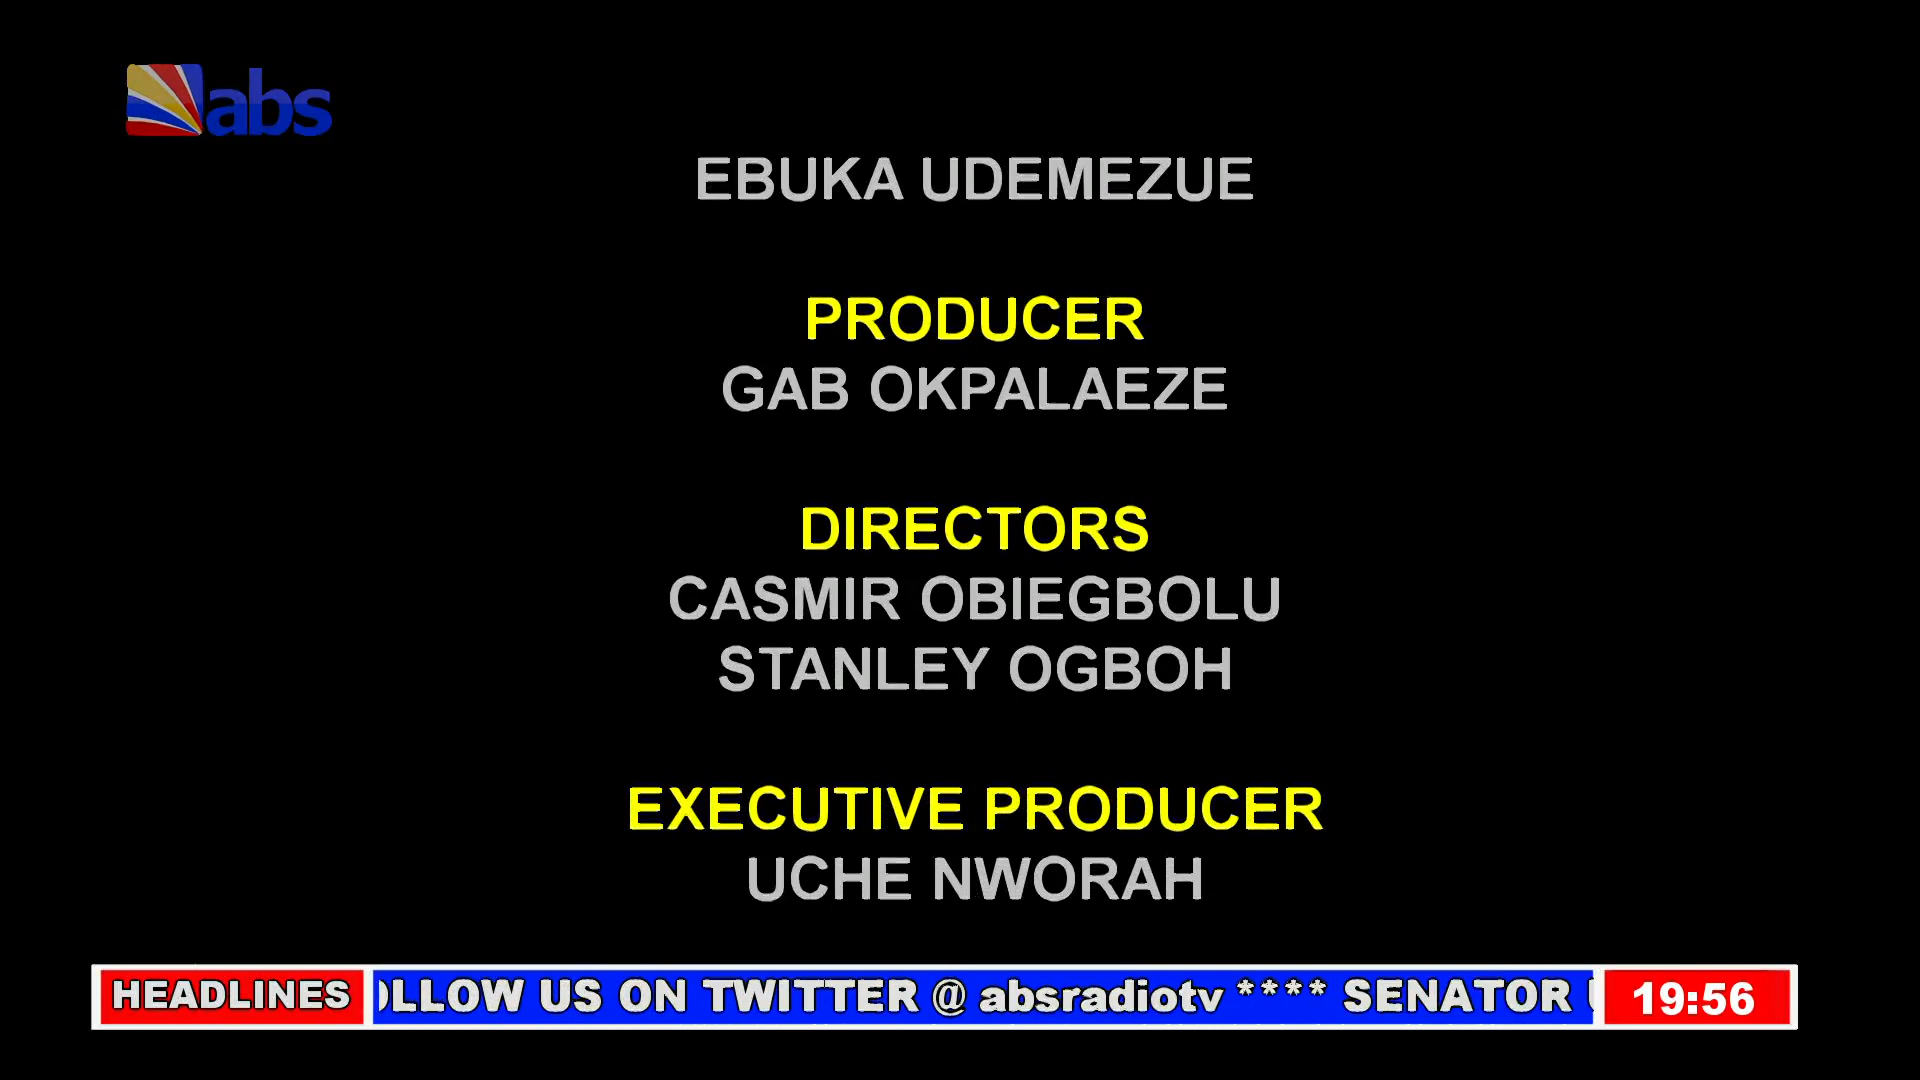 abs
EBUKA UDEMEZUE
PRODUCER
GAB OKPALAEZE
DIRECTORS
CASMIR OBIEGBOLU
STANLEY OGBOH
EXECUTIVE PRODUCER
UCHE NWORAH
HEADLINES
OLLOW US ON TWITTER @ absradiotv **** SENATOR
19:56